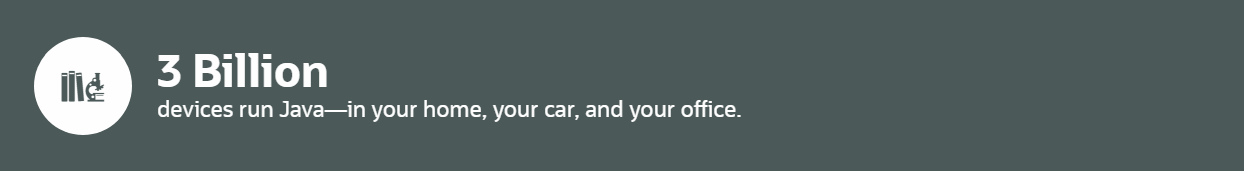 3 Billion
devices run Java—in your home, your car, and your office.